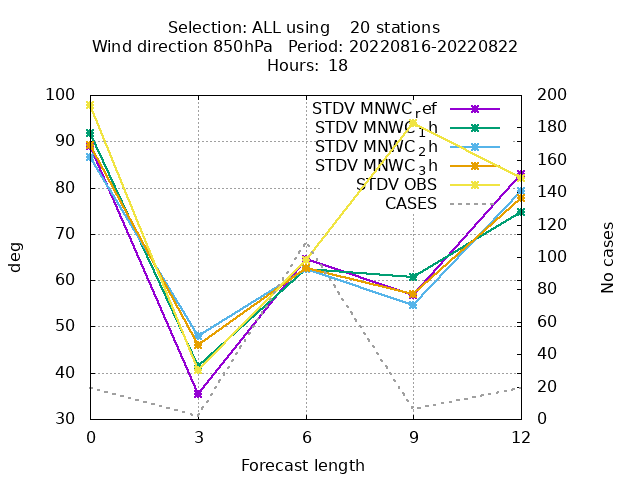 Selection: ALL using    20 stations
Wind direction 850hPa   Period: 20220816-20220822
Hours:  18
100
90
80
70
60
50
40
30
deg
200
180
160
140
120
100
80
60
40
20
0
No cases
STDV MNWC_ref
STDV MNWC_1h
STDV MNWC_2h
STDV MNWC_3h
STDV OBS
CASES
0 3 6 9 12
Forecast length